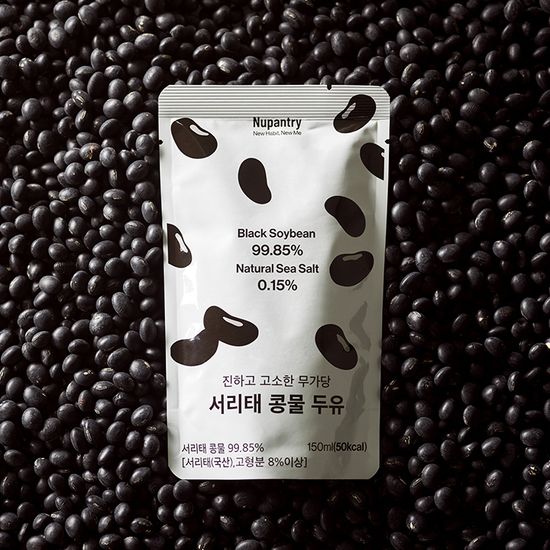 Nupantry
New Habit, New Me
Black Soybean
99.85%
Natural Sea Salt
0.15%
진하고 고소한 무가당
서리태 콩물 두유
서리태 콩물 99.85% 150ml(50kcal)
[서리태(국산),고형분 8%이상]